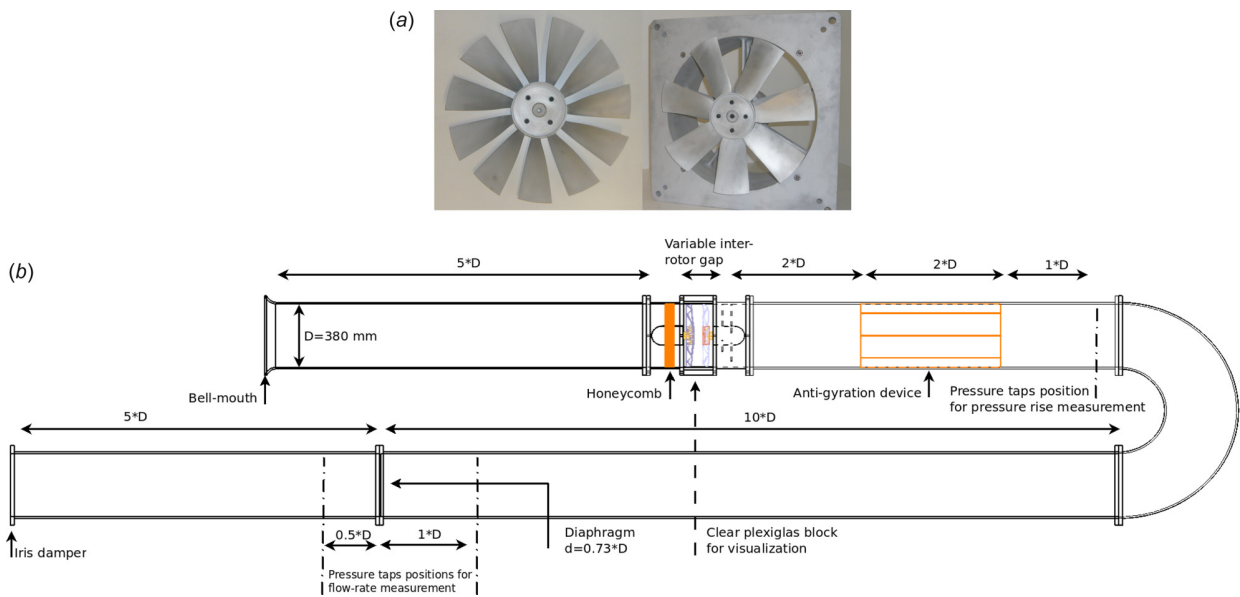 (a)
(b)
Variable inter-
rotor gap
5*D
2*D
2*D
1*D
D=380 mm
Bell-mouth
Honeycomb
Anti-gyration device
Pressure taps position
for pressure rise measurement
5*D
10*D
0.5*D
1*D
Iris damper
Diaphragm
d=0.73*D
Clear plexiglas block
for visualization
Pressure taps positions for
flow-rate measurement